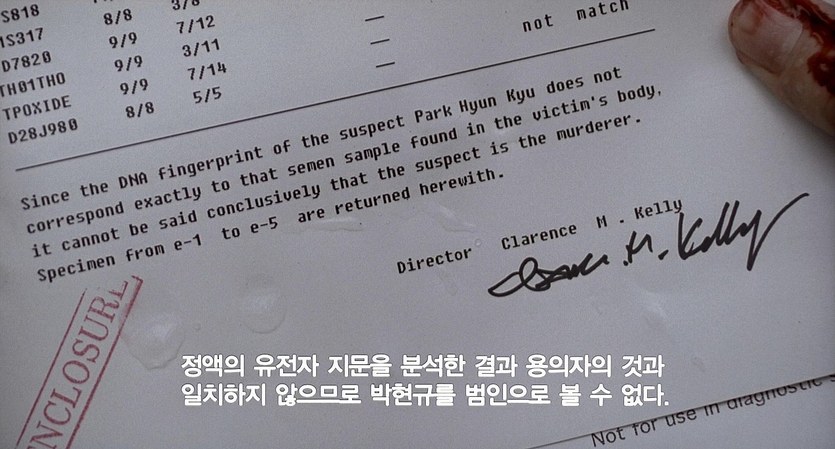 S818 8/8 3/8
HS317 9/9 7/12 —
D7820 9/9 3/11 — not match
TH01THO 9/9 7/14 —
TPOXIDE 8/8 5/5
D28J980
Since the DNA fingerprint of the suspect Park Hyun Kyu does not
correspond exactly to that semen sample found in the victim's body,
it cannot be said conclusively that the suspect is the murderer.
Specimen from e-1 to e-5 are returned herewith.
Director Clarence M . Kelly
Clarence M. Kelly
ENCLOSURE
정액의 유전자 지문을 분석한 결과 용의자의 것과
일치하지 않으므로 박현규를 범인으로 볼 수 없다.
Not for use in diagnostic